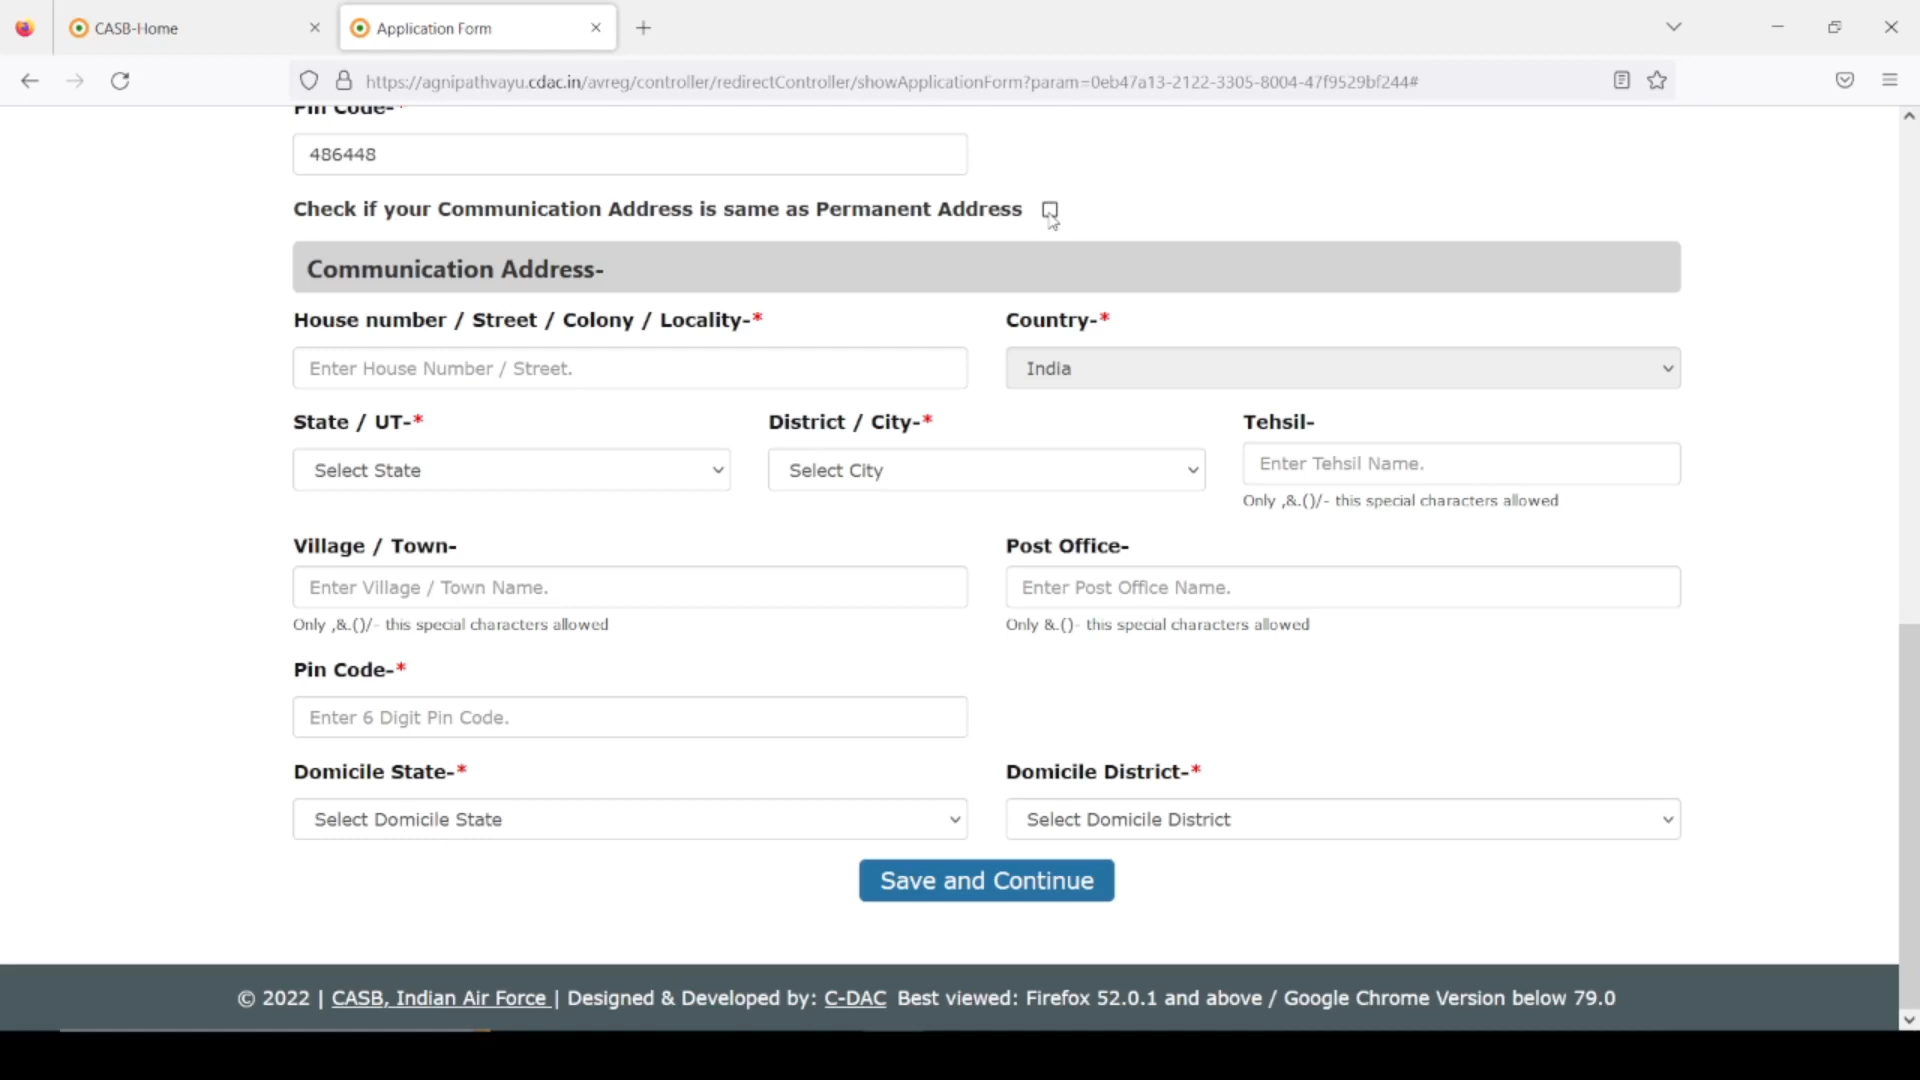 CASB-Home
Application Form
https://agnipathvayu.cdac.in/avreg/controller/redirectController/showApplicationForm?param=0eb47a13-2122-3305-8004-47f9529bf244#
Pin Code-*
486448
Check if your Communication Address is same as Permanent Address
Communication Address-
House number / Street / Colony / Locality-*
Country-*
Enter House Number / Street.
India
State / UT-*
District / City-*
Tehsil-
Select State
Select City
Enter Tehsil Name.
Only ,&.()/- this special characters allowed
Village / Town-
Post Office-
Enter Village / Town Name.
Enter Post Office Name.
Only ,&.()/- this special characters allowed
Only &.()- this special characters allowed
Pin Code-*
Enter 6 Digit Pin Code.
Domicile State-*
Domicile District-*
Select Domicile State
Select Domicile District
Save and Continue
© 2022 | CASB, Indian Air Force | Designed & Developed by: C-DAC Best viewed: Firefox 52.0.1 and above / Google Chrome Version below 79.0